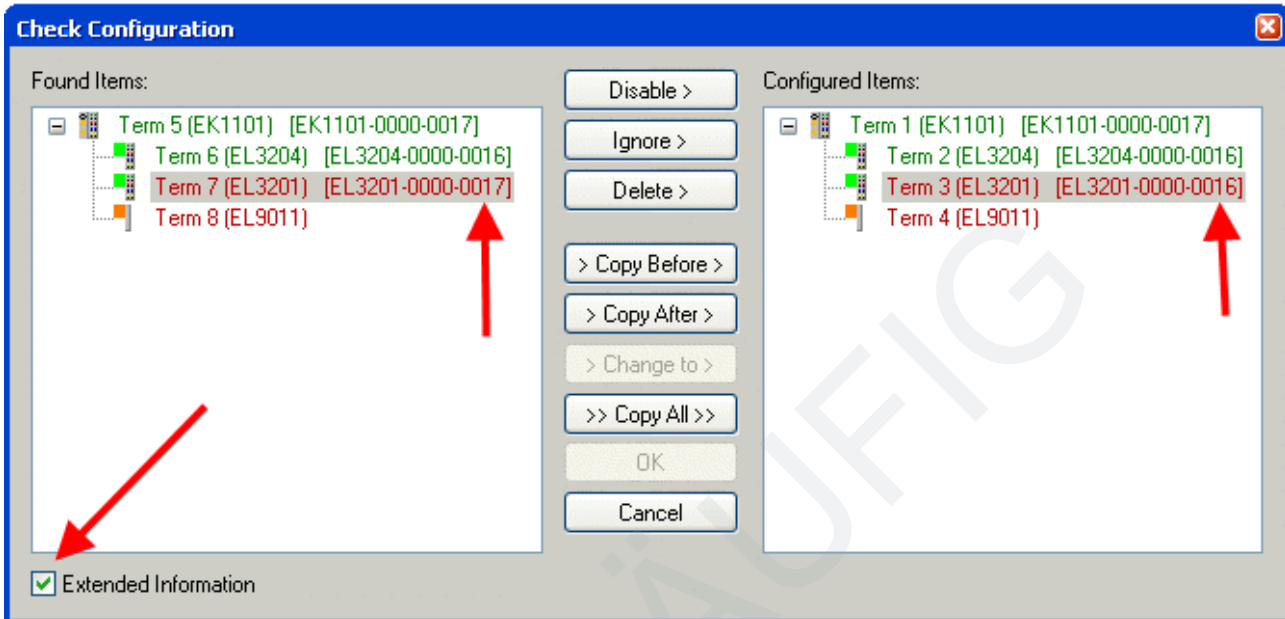 Check Configuration
Found Items:
Term 5 (EK1101) [EK1101-0000-0017]
Term 6 (EL3204) [EL3204-0000-0016]
Term 7 (EL3201) [EL3201-0000-0017]
Term 8 (EL9011)
Disable >
Ignore >
Delete >
> Copy Before >
> Copy After >
> Change to >
>> Copy All >>
OK
Cancel
Configured Items:
Term 1 (EK1101) [EK1101-0000-0017]
Term 2 (EL3204) [EL3204-0000-0016]
Term 3 (EL3201) [EL3201-0000-0016]
Term 4 (EL9011)
Extended Information
ÄUFIG